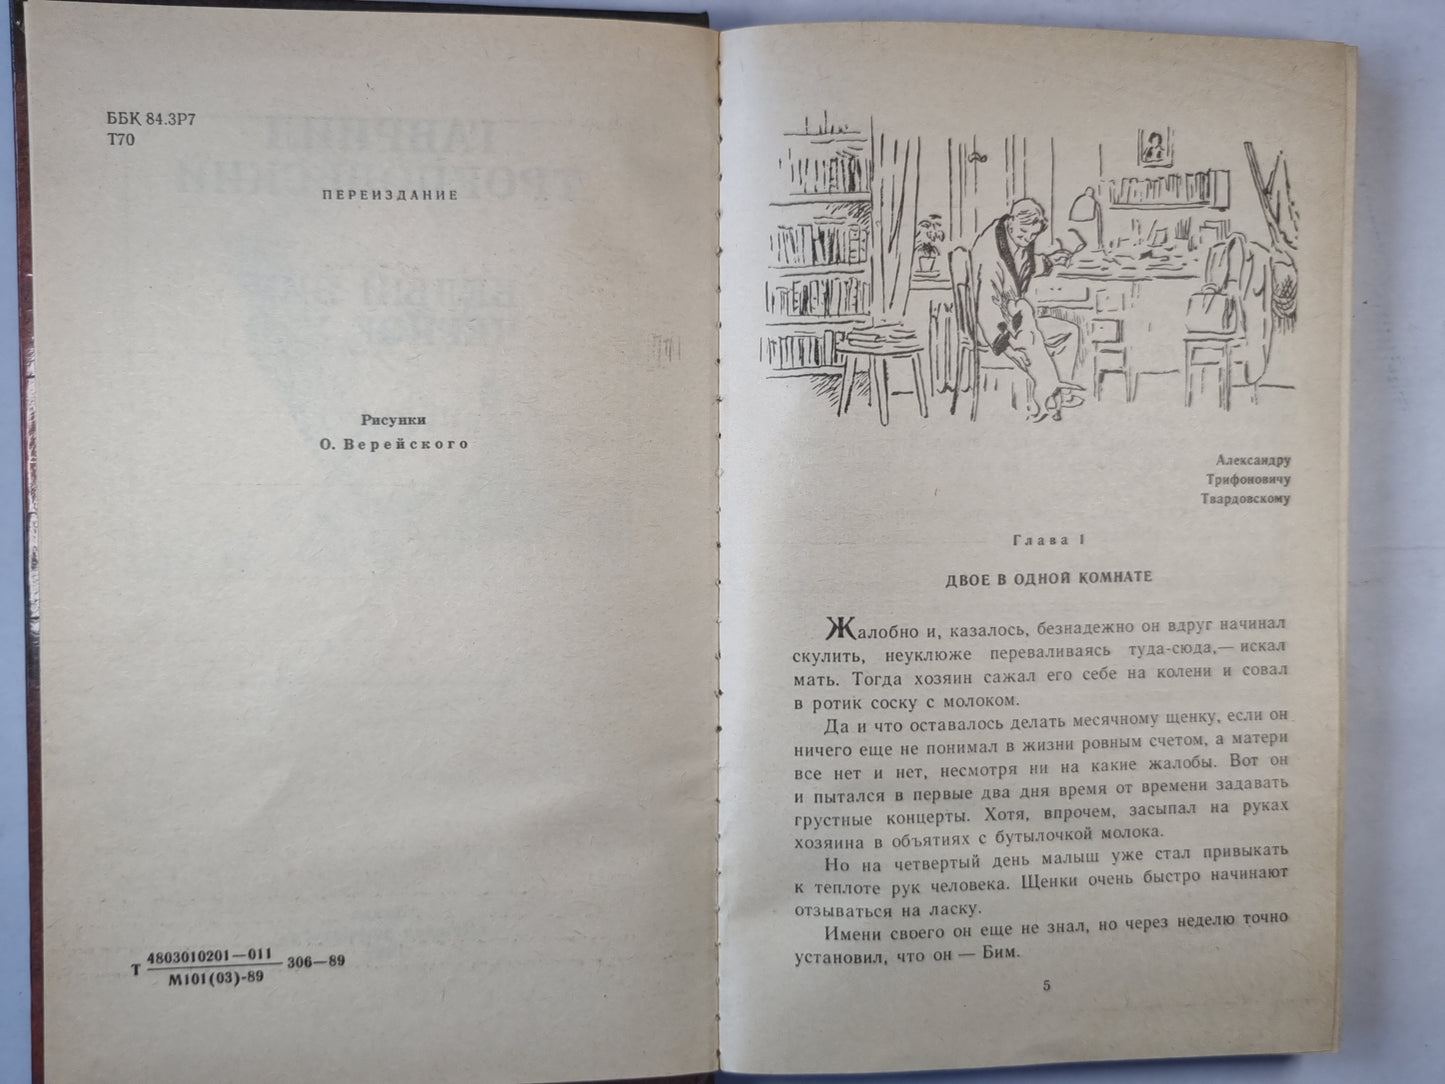 ББК 84.3Р7
Т70
ПЕРЕИЗДАНИЕ
Рисунки
О. Верейского
Т 4803010201—011 306—89
М101(03)-89
Александру
Трифоновичу
Твардовскому
Глава 1
ДВОЕ В ОДНОЙ КОМНАТЕ
Жалобно и, казалось, безнадежно он вдруг начинал
скулить, неуклюже переваливаясь туда-сюда,— искал
мать. Тогда хозяин сажал его себе на колени и совал
в ротик соску с молоком.
Да и что оставалось делать месячному щенку, если он
ничего еще не понимал в жизни ровным счетом, а матери
все нет и нет, несмотря ни на какие жалобы. Вот он
и пытался в первые два дня время от времени задавать
грустные концерты. Хотя, впрочем, засыпал на руках
хозяина в объятиях с бутылочкой молока.
Но на четвертый день малыш уже стал привыкать
к теплоте рук человека. Щенки очень быстро начинают
отзываться на ласку.
Имени своего он еще не знал, но через неделю точно
установил, что он — Бим.
5